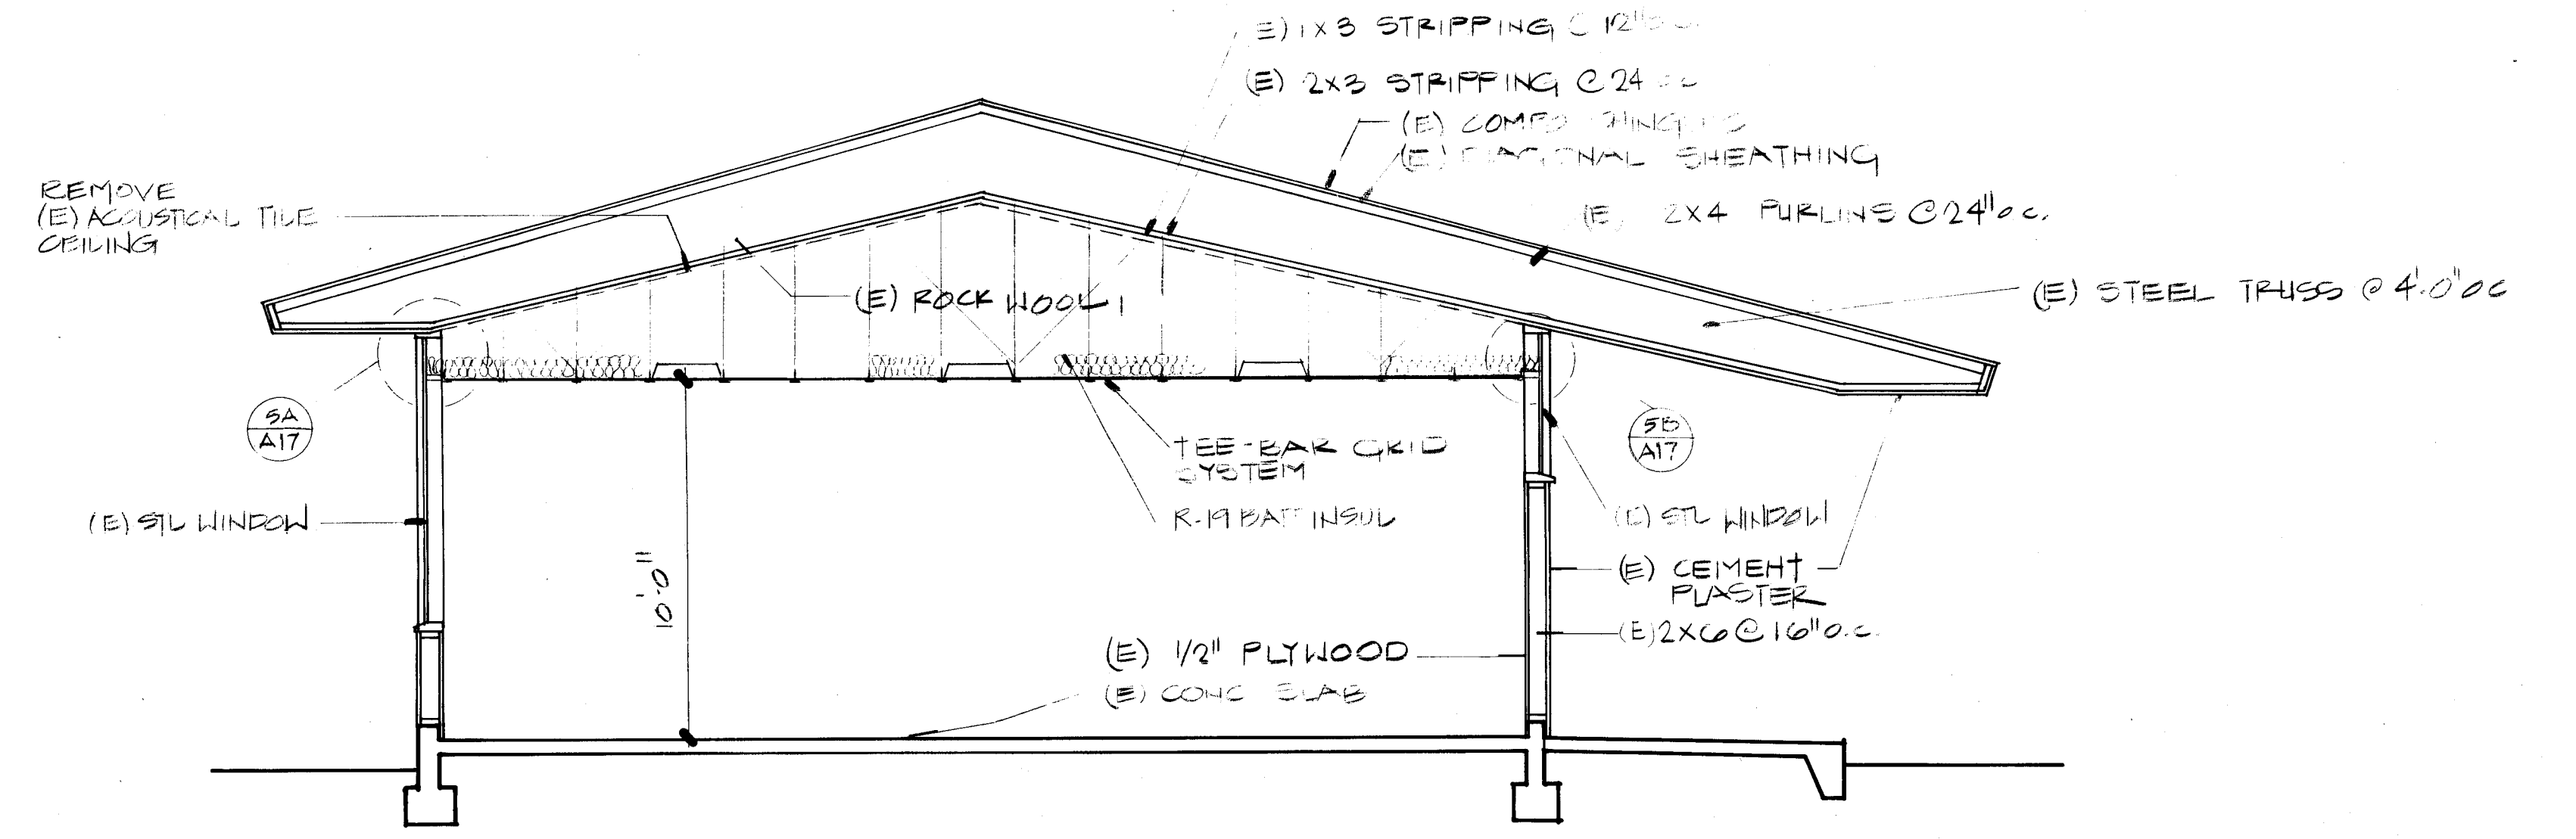 E) 1X3 STRIPPING C 12"
(E) 2X3 STRIPPING @ 24 o c
(E)
(E) DIAGONAL SHEATHING
(E 2X4 PURLINS @ 24" o c.
(E) STEEL TRUSS @ 4'-0" o c
REMOVE
(E) ACOUSTICAL TILE
CEILING
(E) ROCK WOOL
5A
A17
5B
A17
TEE-BAR GRID
SYSTEM
R-19 BATT INSUL
(E) STL WINDOW
(E) STL WINDOW
10'-0"
(E) CEMENT
PLASTER
(E) 2X6 @ 16" o.c.
(E) 1/2" PLYWOOD
(E) CONC SLAB